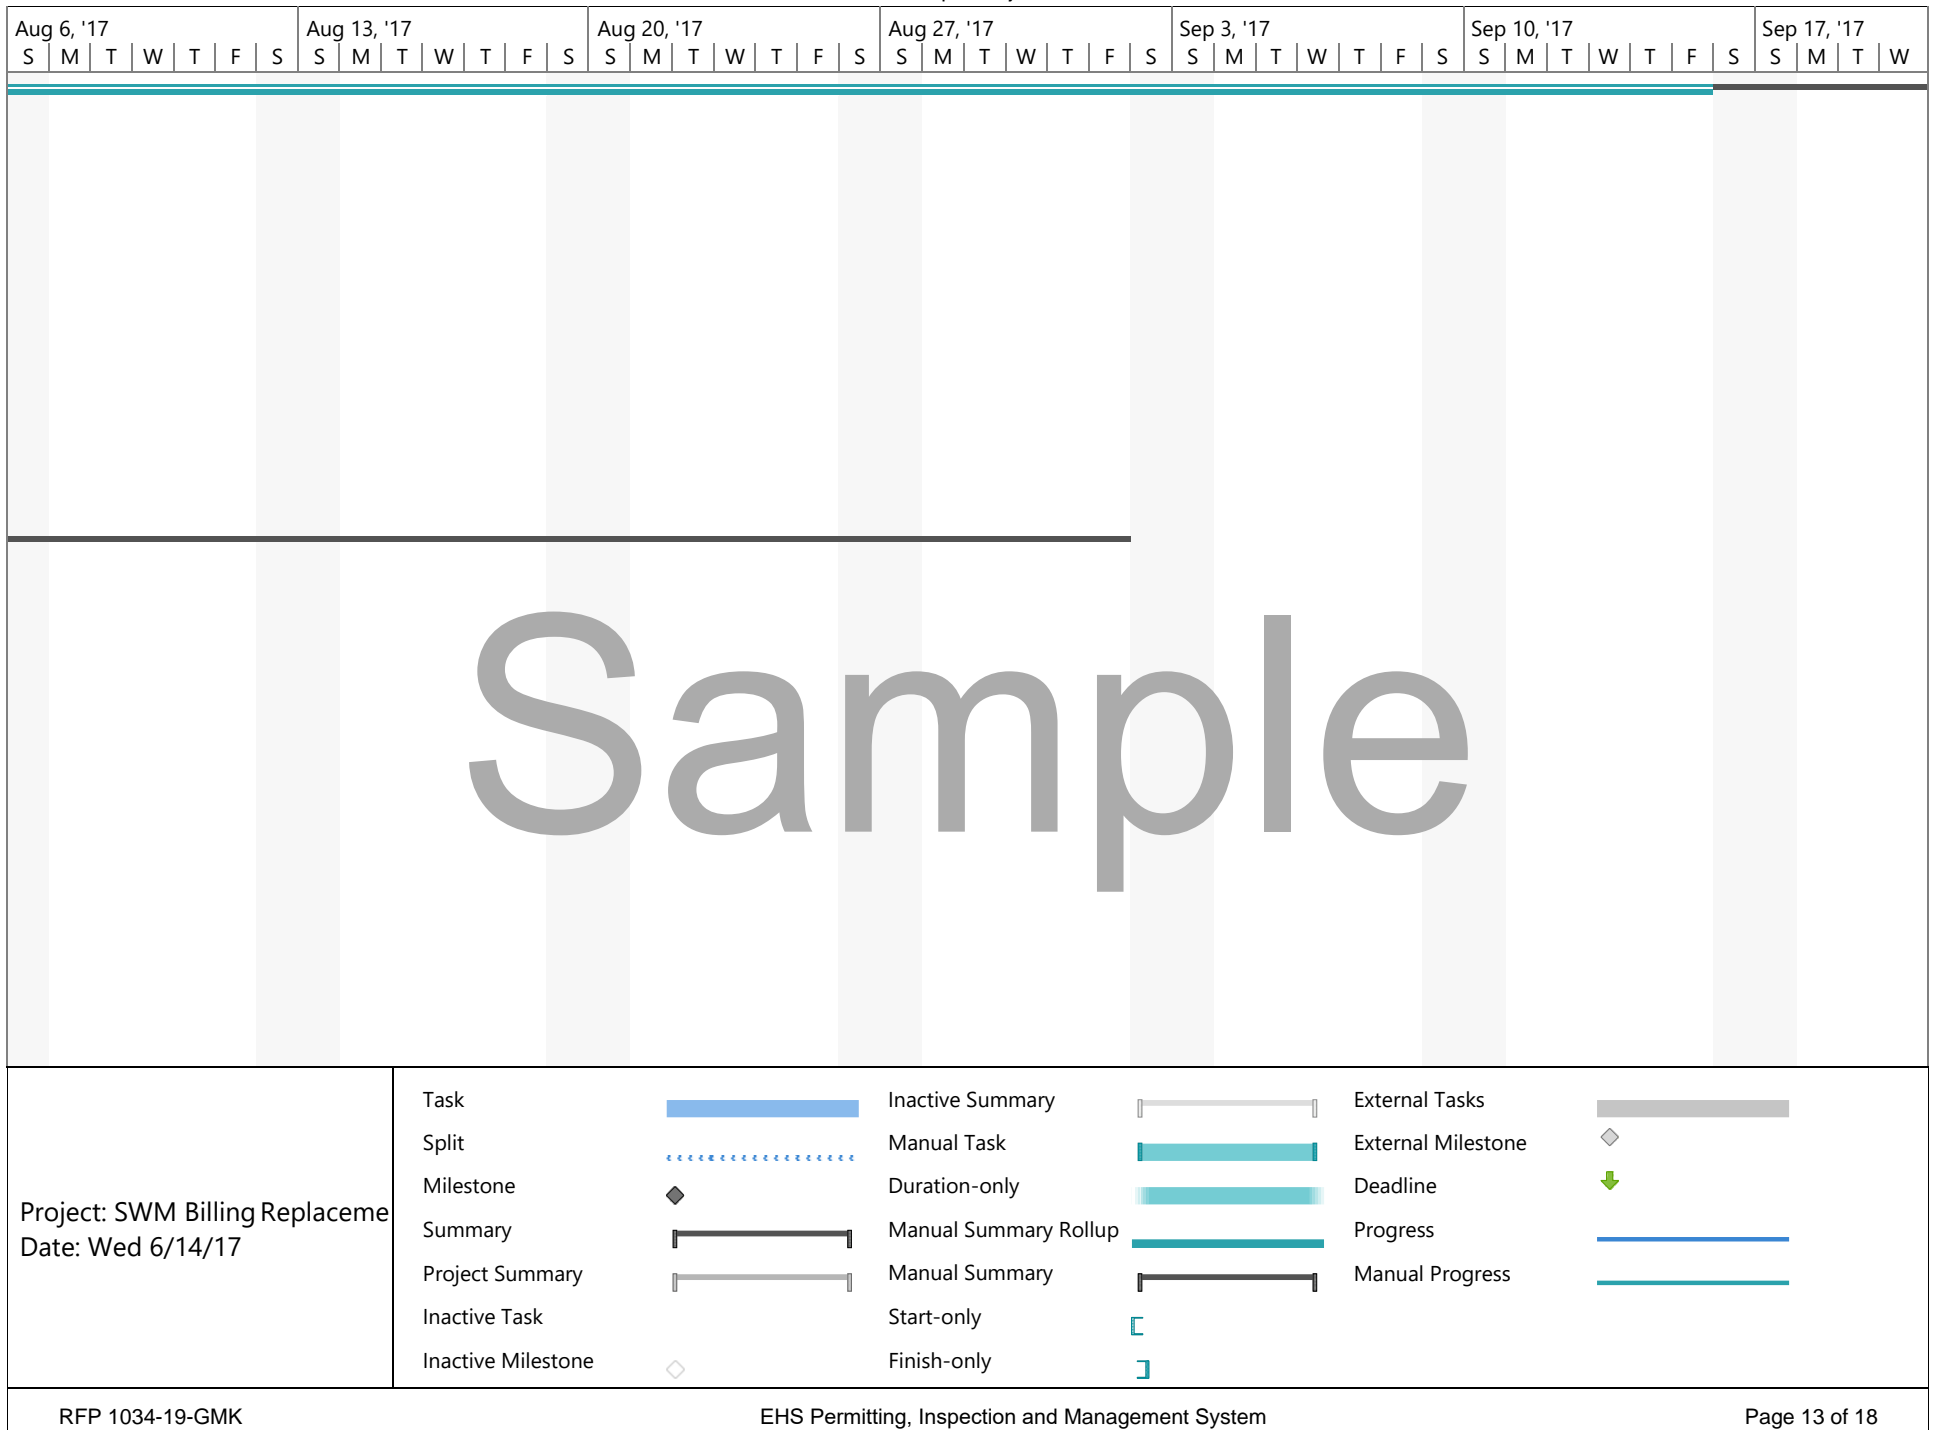 Aug 6, '17 Aug 13, '17 Aug 20, '17 Aug 27, '17 Sep 3, '17 Sep 10, '17 Sep 17, '17
S M T W T F S S M T W T F S S M T W T F S S M T W T F S S M T W T F S S M T W T F S S M T W
Sample
Project: SWM Billing Replaceme
Date: Wed 6/14/17
Task
Split
Milestone
Summary
Project Summary
Inactive Task
Inactive Milestone
Inactive Summary
Manual Task
Duration-only
Manual Summary Rollup
Manual Summary
Start-only
Finish-only
External Tasks
External Milestone
Deadline
Progress
Manual Progress
RFP 1034-19-GMK EHS Permitting, Inspection and Management System Page 13 of 18